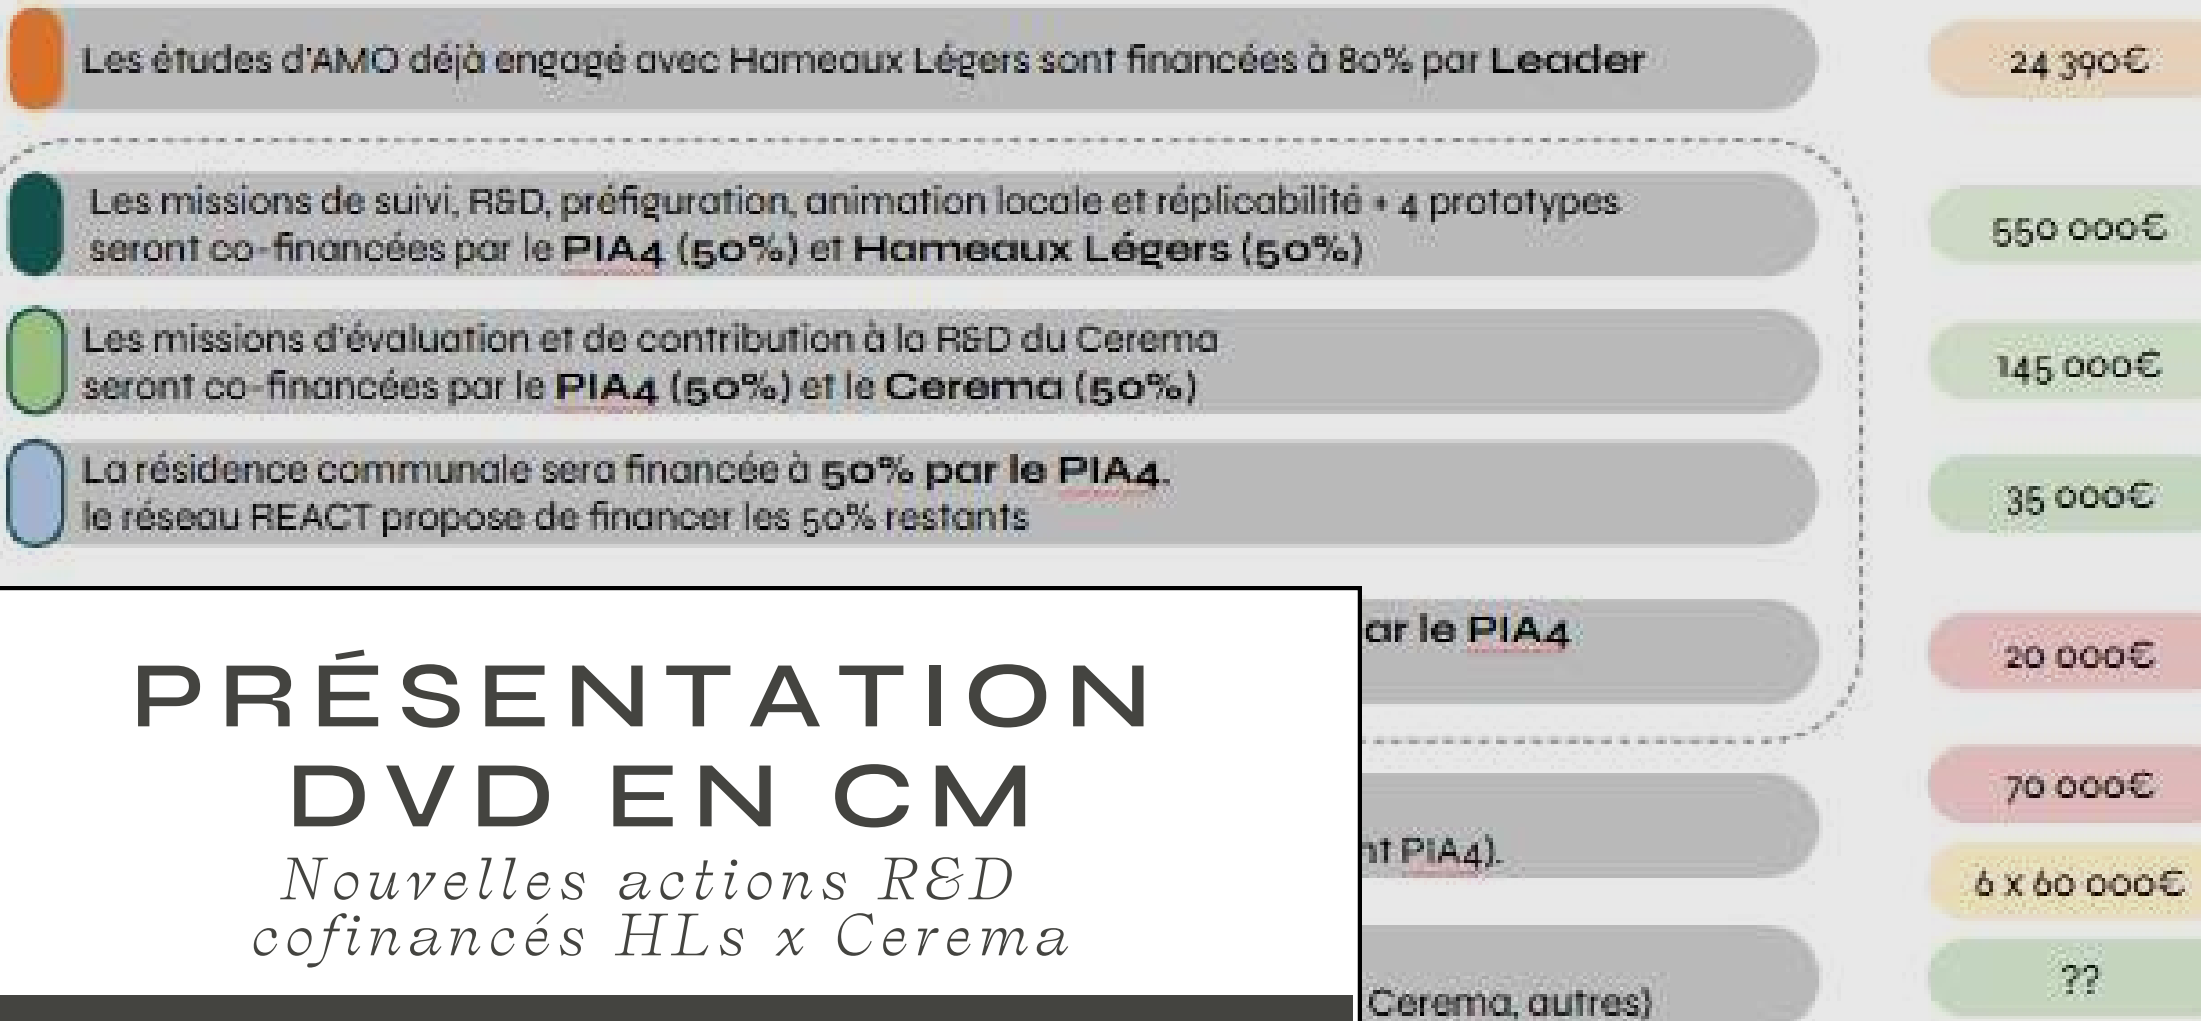 Les études d'AMO déjà engagé avec Hameaux Légers sont financées à 80% par Leader
24 390€
Les missions de suivi, R&D, préfiguration, animation locale et réplicabilité + 4 prototypes
seront co-financées par le PIA4 (50%) et Hameaux Légers (50%)
550 000€
Les missions d'évaluation et de contribution à la R&D du Cerema
seront co-financées par le PIA4 (50%) et le Cerema (50%)
145 000€
La résidence communale sera financée à 50% par le PIA4.
le réseau REACT propose de financer les 50% restants
35 000€
ar le PIA4
20 000€
70 000€
nt PIA4).
6 x 60 000€
??
Cerema, autres)
PRÉSENTATION
DVD EN CM
Nouvelles actions R&D
cofinancés HLs x Cerema